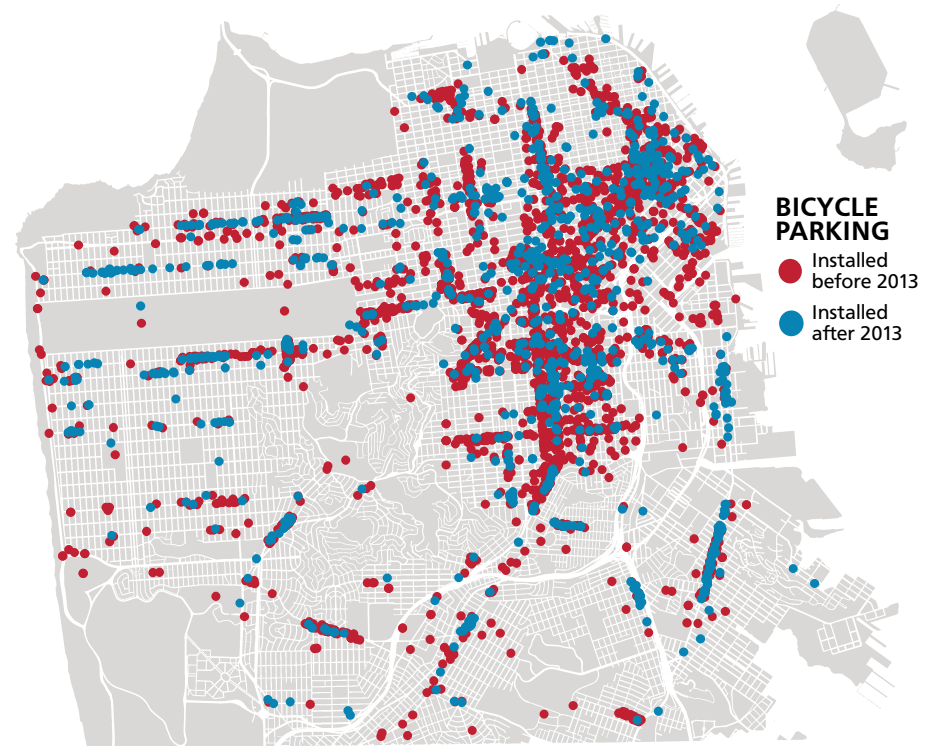 BICYCLE
PARKING
Installed
before 2013
Installed
after 2013